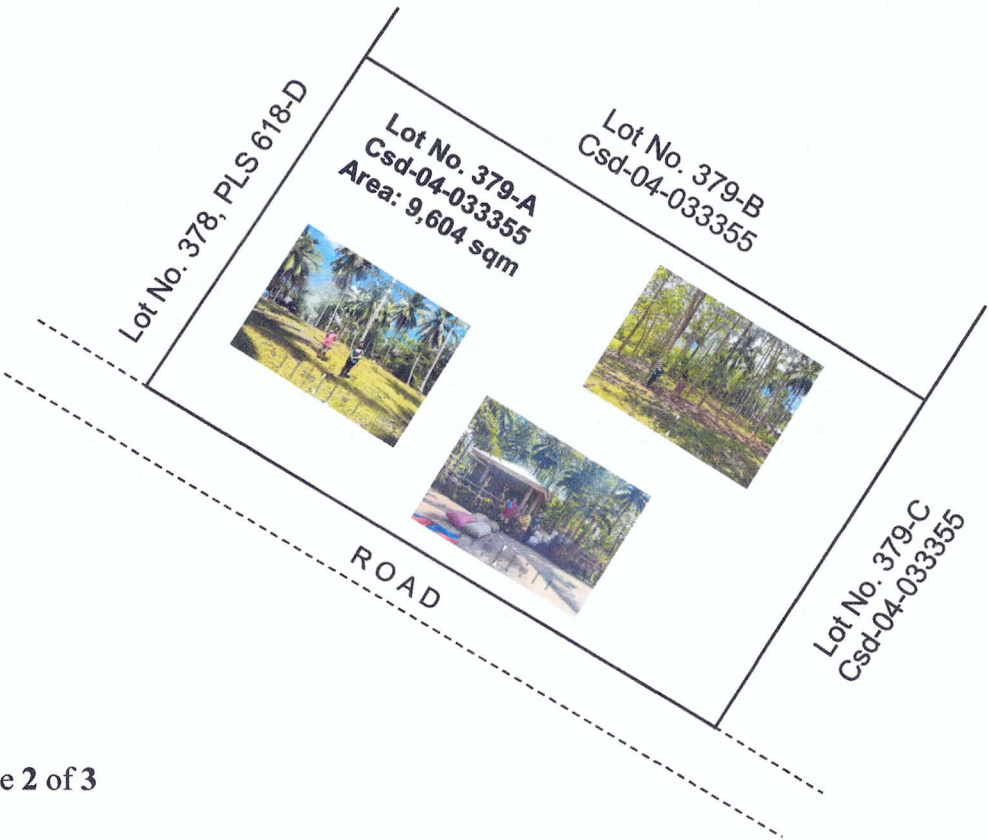 Lot No. 378, PLS 618-D
Lot No. 379-A
Csd-04-033355
Area: 9,604 sqm
Lot No. 379-B
Csd-04-033355
ROAD
Lot No. 379-C
Csd-04-033355
e 2 of 3